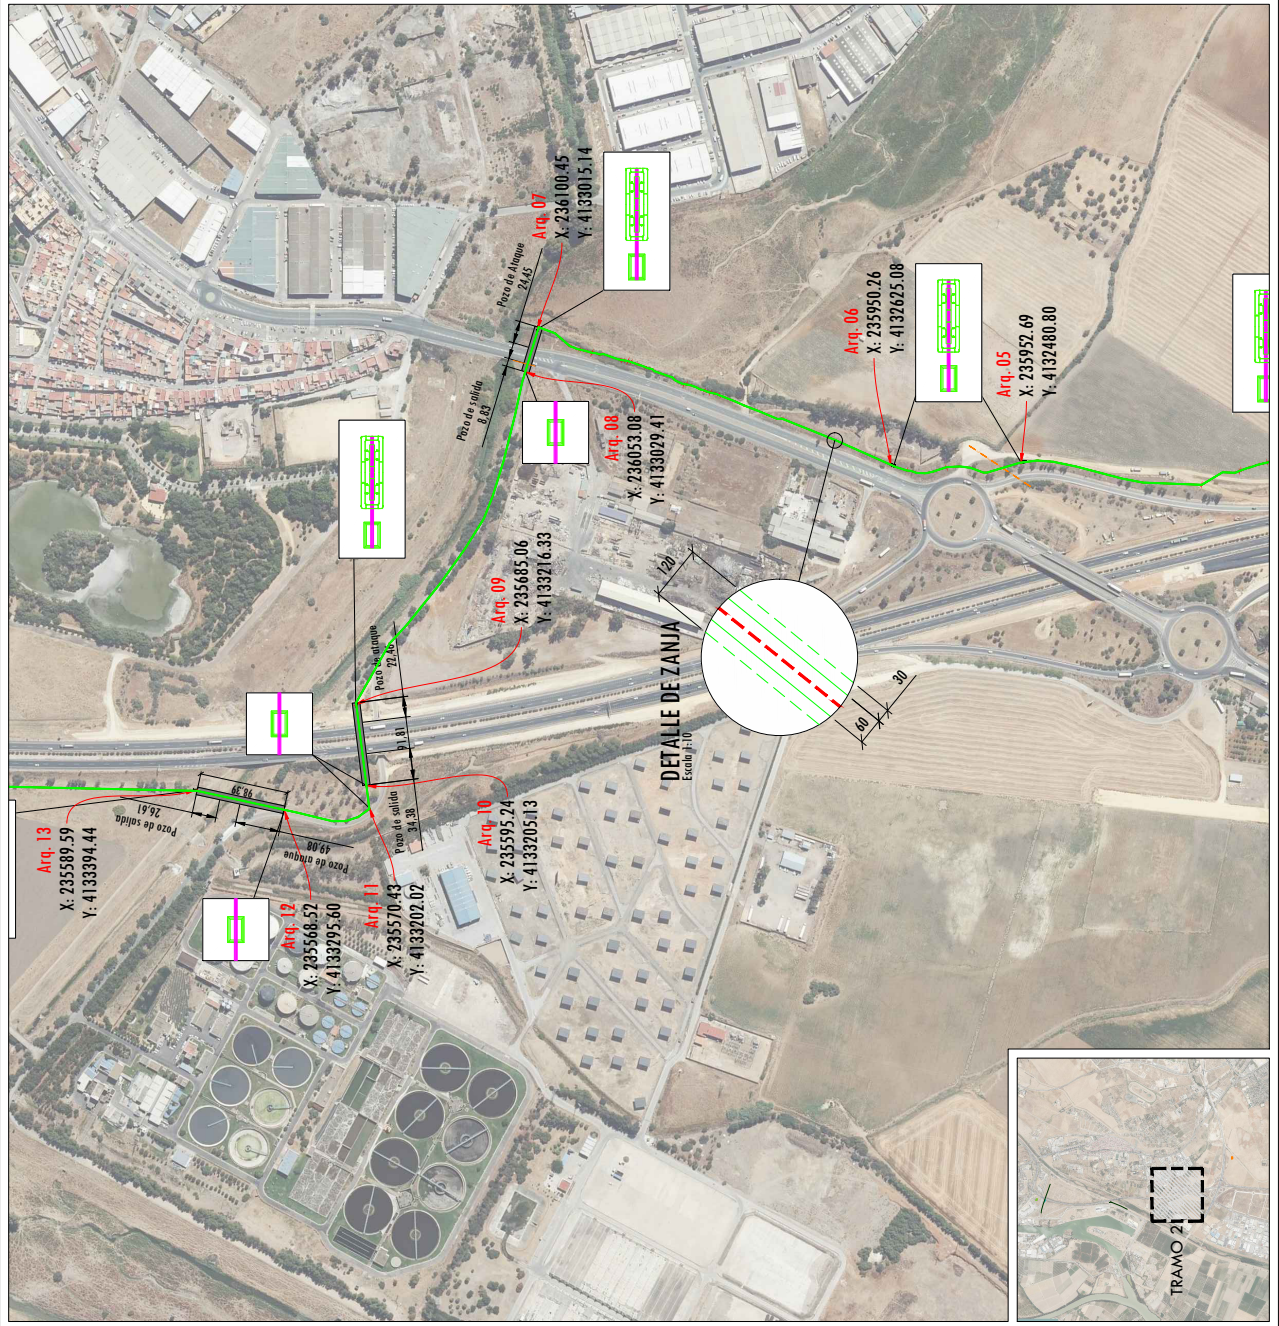 Arq. 07
X: 236100.45
Y: 4133015.14
Pozo de Ataque
24,45
Pozo de salida
8,83
Arq. 08
X: 236053.08
Y: 4133029.41
Arq. 06
X: 235950.26
Y: 4132625.08
Arq. 05
X: 235952.69
Y: 4132480.80
Arq. 09
X: 235685.06
Y: 4133216.33
Pozo de ataque
22,46
91,81
Pozo de salida
34,38
Arq. 10
X: 235595.24
Y: 4133205.13
Arq. 11
X: 235570.43
Y: 4133202.02
Arq. 12
X: 235568.52
Y: 4133295.60
Arq. 13
X: 235589.59
Y: 4133394.44
98,39
26,61
Pozo de salida
49,08
Pozo de ataque
DETALLE DE ZANJA
Escala 1:10
120
60
30
TRAMO 2